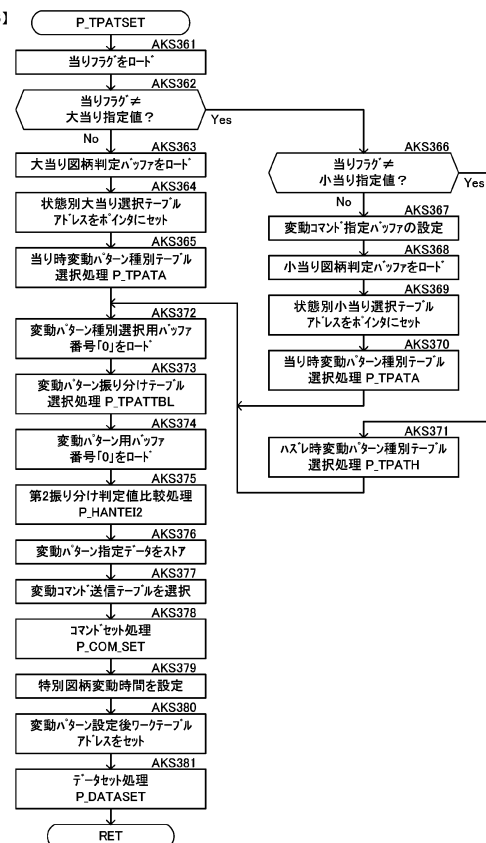 】
P_TPATSET
AKS361
当りフラグをロード
AKS362
当りフラグ≠
大当り指定値？
Yes
No
AKS363
大当り図柄判定バッファをロード
AKS364
状態別大当り選択テーブル
アドレスをポインタにセット
AKS365
当り時変動パターン種別テーブル
選択処理 P_TPATA
AKS366
当りフラグ≠
小当り指定値？
Yes
No
AKS367
変動コマンド指定バッファの設定
AKS368
小当り図柄判定バッファをロード
AKS369
状態別小当り選択テーブル
アドレスをポインタにセット
AKS370
当り時変動パターン種別テーブル
選択処理 P_TPATA
AKS371
ハズレ時変動パターン種別テーブル
選択処理 P_TPATH
AKS372
変動パターン種別選択用バッファ
番号「0」をロード
AKS373
変動パターン振り分けテーブル
選択処理 P_TPATTBL
AKS374
変動パターン用バッファ
番号「0」をロード
AKS375
第2振り分け判定値比較処理
P_HANTEI2
AKS376
変動パターン指定データをストア
AKS377
変動コマンド送信テーブルを選択
AKS378
コマンドセット処理
P_COM_SET
AKS379
特別図柄変動時間を設定
AKS380
変動パターン設定後ワークテーブル
アドレスをセット
AKS381
データセット処理
P_DATASET
RET